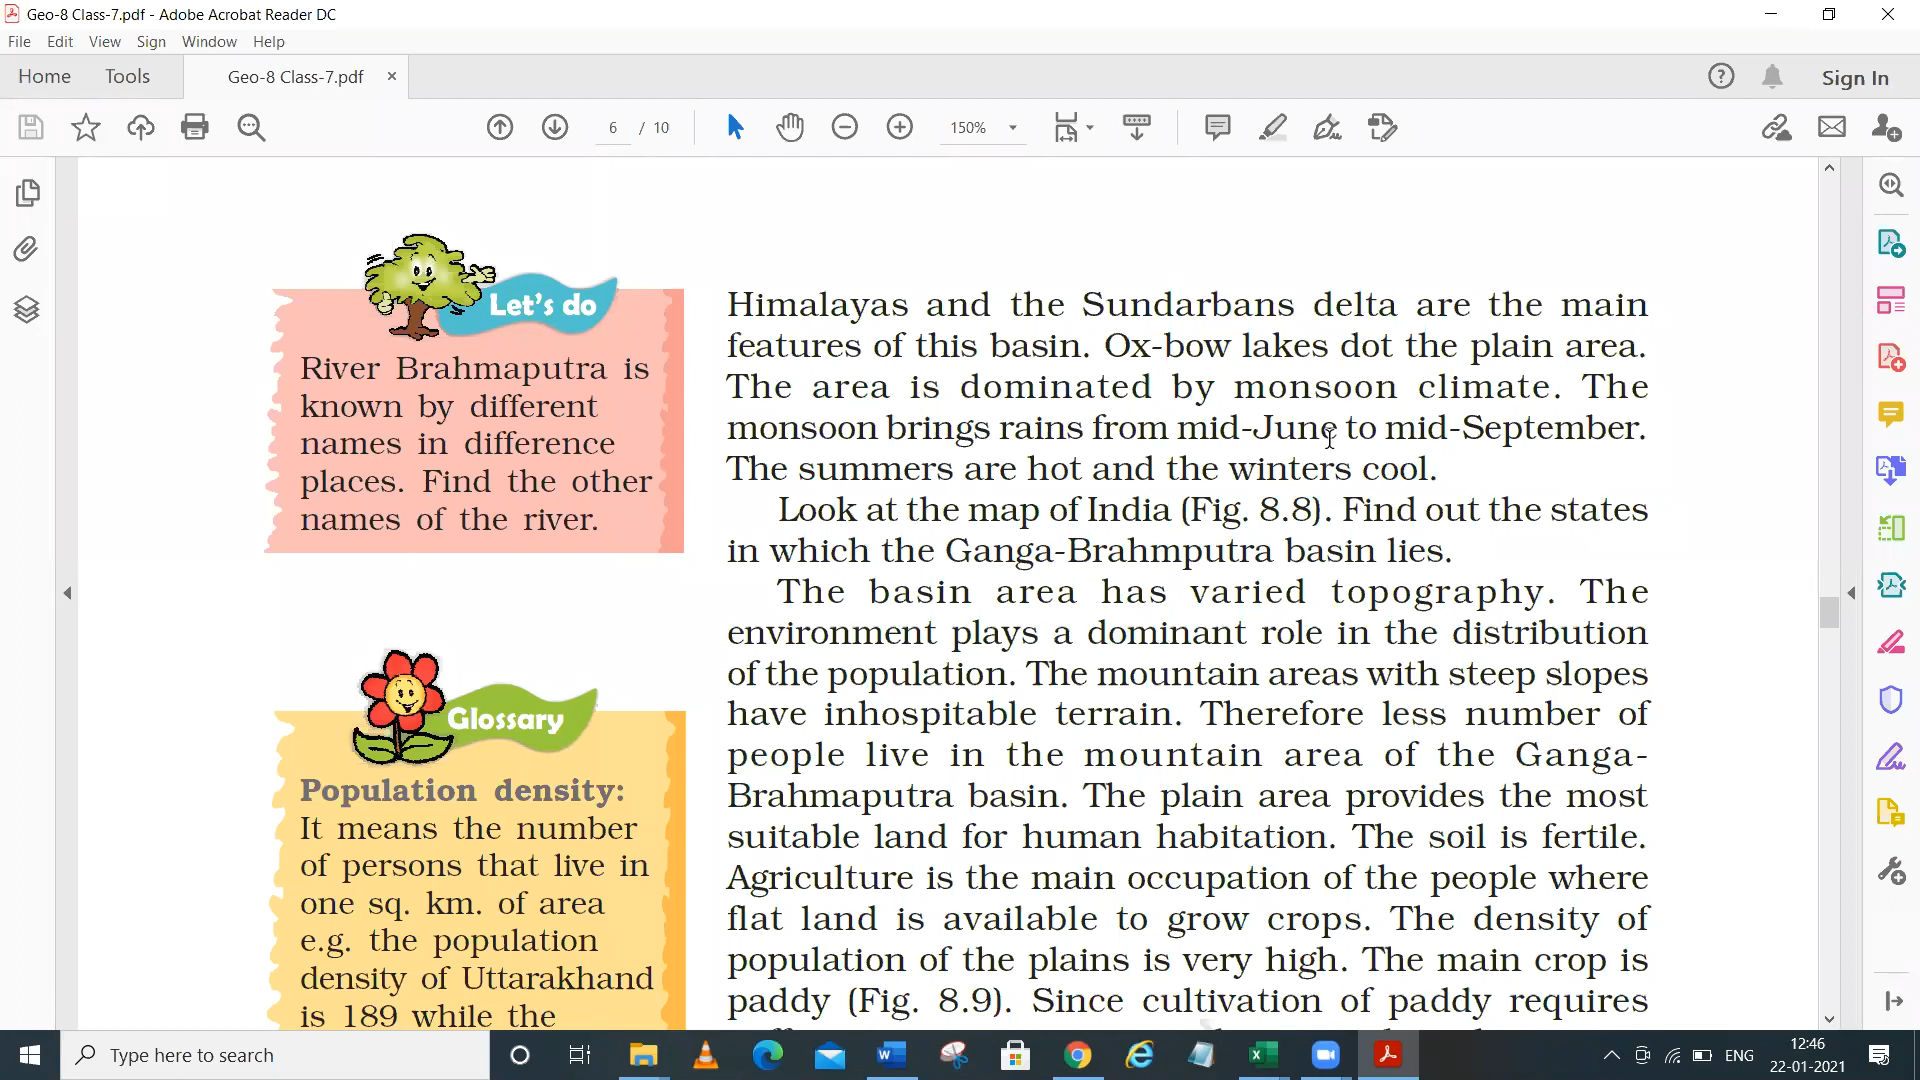 Geo-8 Class-7.pdf - Adobe Acrobat Reader DC
File Edit View Sign Window Help
Home Tools Geo-8 Class-7.pdf × Sign In
6 / 10 150%
Let's do
River Brahmaputra is
known by different
names in difference
places. Find the other
names of the river.
Glossary
Population density:
It means the number
of persons that live in
one sq. km. of area
e.g. the population
density of Uttarakhand
is 189 while the
Himalayas and the Sundarbans delta are the main
features of this basin. Ox-bow lakes dot the plain area.
The area is dominated by monsoon climate. The
monsoon brings rains from mid-June to mid-September.
The summers are hot and the winters cool.
Look at the map of India (Fig. 8.8). Find out the states
in which the Ganga-Brahmputra basin lies.
The basin area has varied topography. The
environment plays a dominant role in the distribution
of the population. The mountain areas with steep slopes
have inhospitable terrain. Therefore less number of
people live in the mountain area of the Ganga-
Brahmaputra basin. The plain area provides the most
suitable land for human habitation. The soil is fertile.
Agriculture is the main occupation of the people where
flat land is available to grow crops. The density of
population of the plains is very high. The main crop is
paddy (Fig. 8.9). Since cultivation of paddy requires
Type here to search
ENG
12:46
22-01-2021